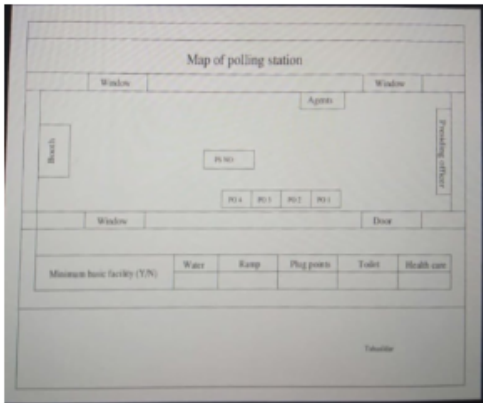 Map of polling station
Window
Window
Agents
Booth
Presiding officer
PO 4
PO 3
PO 2
PO 1
Window
Door
Minimum basic facility (Y/N)
Water
Ramp
Plug points
Toilet
Health care
Tahsildar